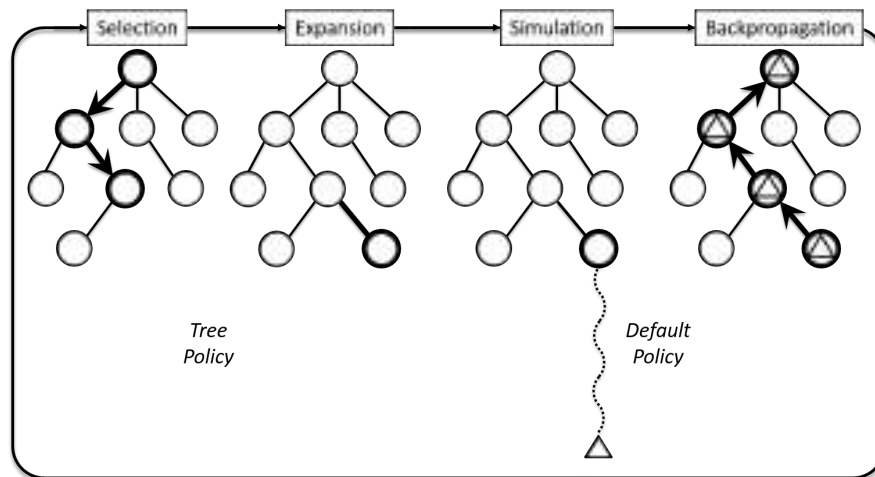 Selection
Expansion
Simulation
Backpropagation
Tree
Policy
Default
Policy